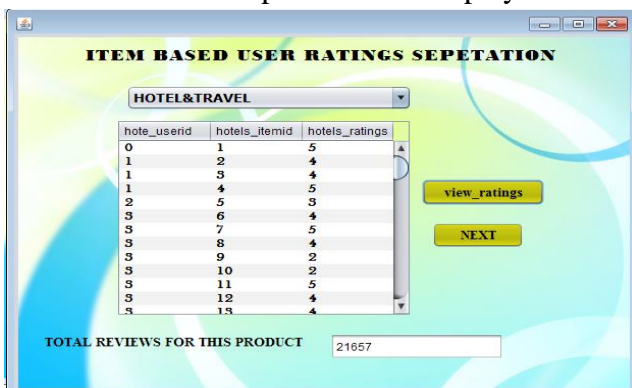 ITEM BASED USER RATINGS SEPETATION
HOTEL&TRAVEL
hote_userid hotels_itemid hotels_ratings
0 1 5
1 2 4
1 3 4
1 4 5
2 5 3
3 6 4
3 7 5
3 8 4
3 9 2
3 10 2
3 11 5
3 12 4
3 13 4
view_ratings
NEXT
TOTAL REVIEWS FOR THIS PRODUCT 21657